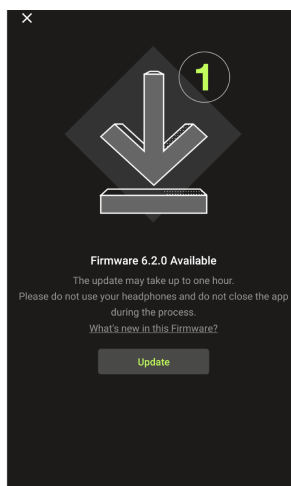 1
Firmware 6.2.0 Available
The update may take up to one hour.
Please do not use your headphones and do not close the app
during the process.
What's new in this Firmware?
Update